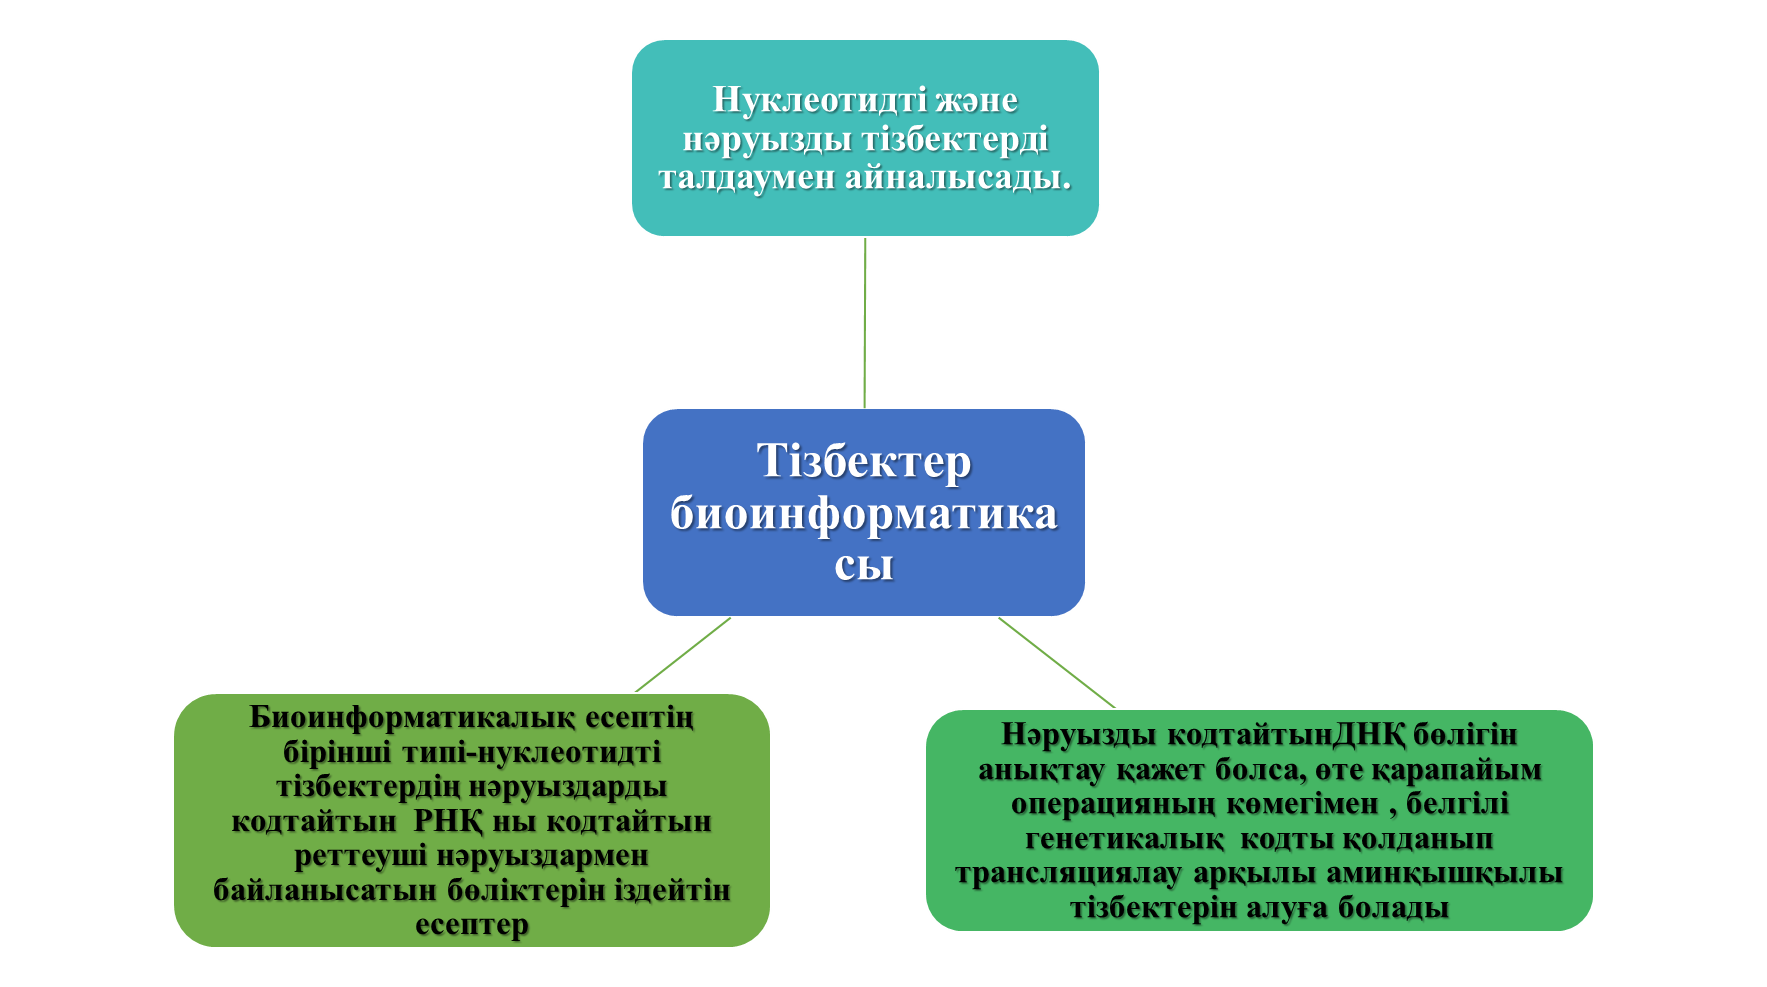 Нуклеотидті және
нәруызды тізбектерді
талдаумен айналысады.
Тізбектер
биоинформатика
сы
Биоинформатикалық есептің
бірінші типі-нуклеотидті
тізбектердің нәруыздарды
кодтайтын  РНҚ ны кодтайтын
реттеуші нәруыздармен
байланысатын бөліктерін іздейтін
есептер
Нәруызды кодтайтынДНҚ бөлігін
анықтау қажет болса, өте қарапайым
операцияның көмегімен , белгілі
генетикалық  кодты қолданып
трансляциялау арқылы аминқышқылы
тізбектерін алуға болады